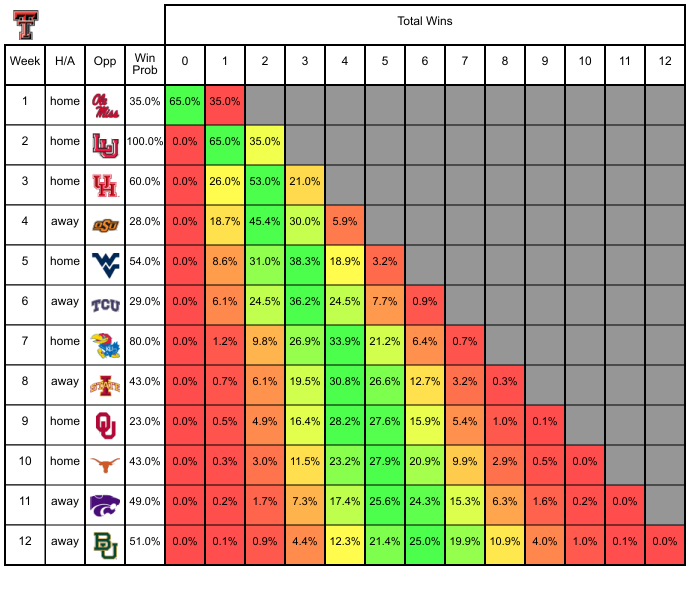 Total Wins
Week H/A Opp Win Prob 0 1 2 3 4 5 6 7 8 9 10 11 12
1 home Ole Miss 35.0% 65.0% 35.0%
2 home LU 100.0% 0.0% 65.0% 35.0%
3 home UH 60.0% 0.0% 26.0% 53.0% 21.0%
4 away OSU 28.0% 0.0% 18.7% 45.4% 30.0% 5.9%
5 home WV 54.0% 0.0% 8.6% 31.0% 38.3% 18.9% 3.2%
6 away TCU 29.0% 0.0% 6.1% 24.5% 36.2% 24.5% 7.7% 0.9%
7 home KU 80.0% 0.0% 1.2% 9.8% 26.9% 33.9% 21.2% 6.4% 0.7%
8 away I STATE 43.0% 0.0% 0.7% 6.1% 19.5% 30.8% 26.6% 12.7% 3.2% 0.3%
9 home OU 23.0% 0.0% 0.5% 4.9% 16.4% 28.2% 27.6% 15.9% 5.4% 1.0% 0.1%
10 home 43.0% 0.0% 0.3% 3.0% 11.5% 23.2% 27.9% 20.9% 9.9% 2.9% 0.5% 0.0%
11 away 49.0% 0.0% 0.2% 1.7% 7.3% 17.4% 25.6% 24.3% 15.3% 6.3% 1.6% 0.2% 0.0%
12 away BU 51.0% 0.0% 0.1% 0.9% 4.4% 12.3% 21.4% 25.0% 19.9% 10.9% 4.0% 1.0% 0.1% 0.0%